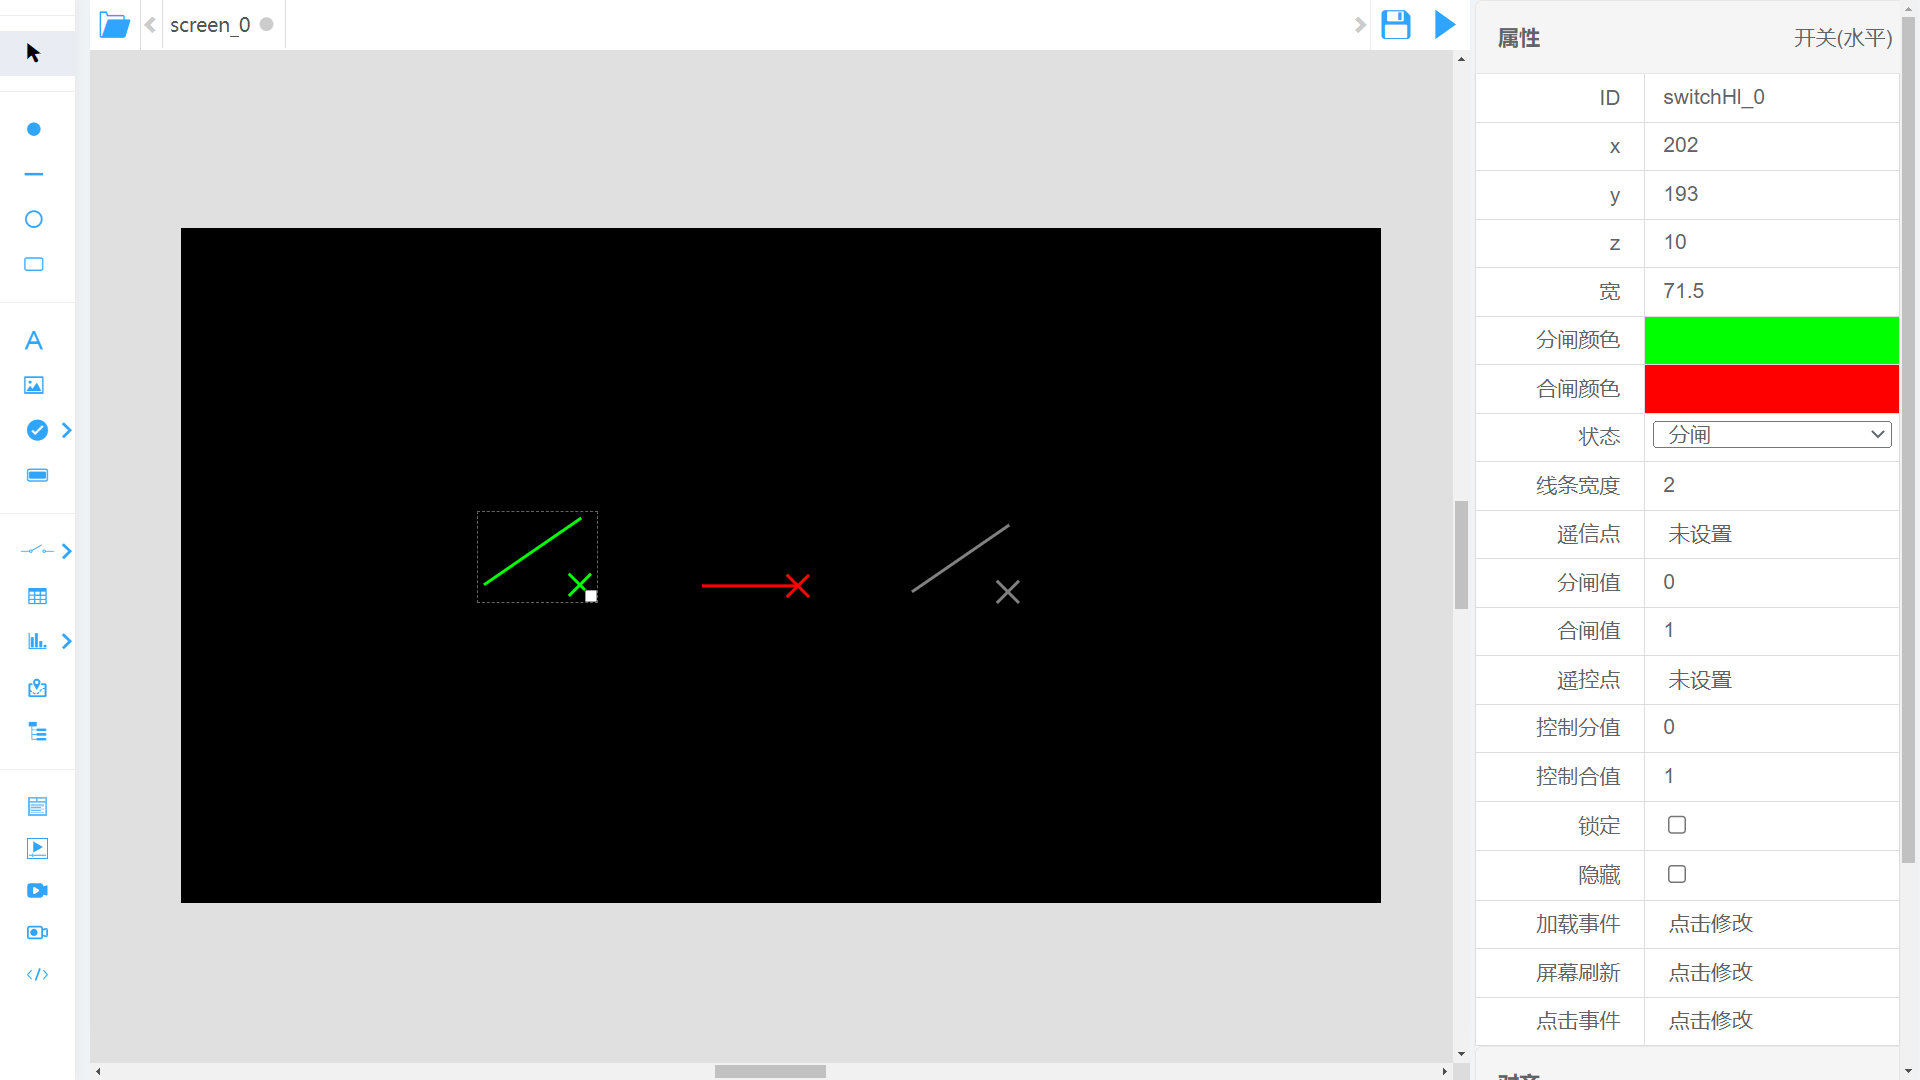 screen_0
属性 开关(水平)
ID switchHl_0
x 202
y 193
z 10
宽 71.5
分闸颜色
合闸颜色
状态 分闸
线条宽度 2
遥信点 未设置
分闸值 0
合闸值 1
遥控点 未设置
控制分值 0
控制合值 1
锁定
隐藏
加载事件 点击修改
屏幕刷新 点击修改
点击事件 点击修改
对齐